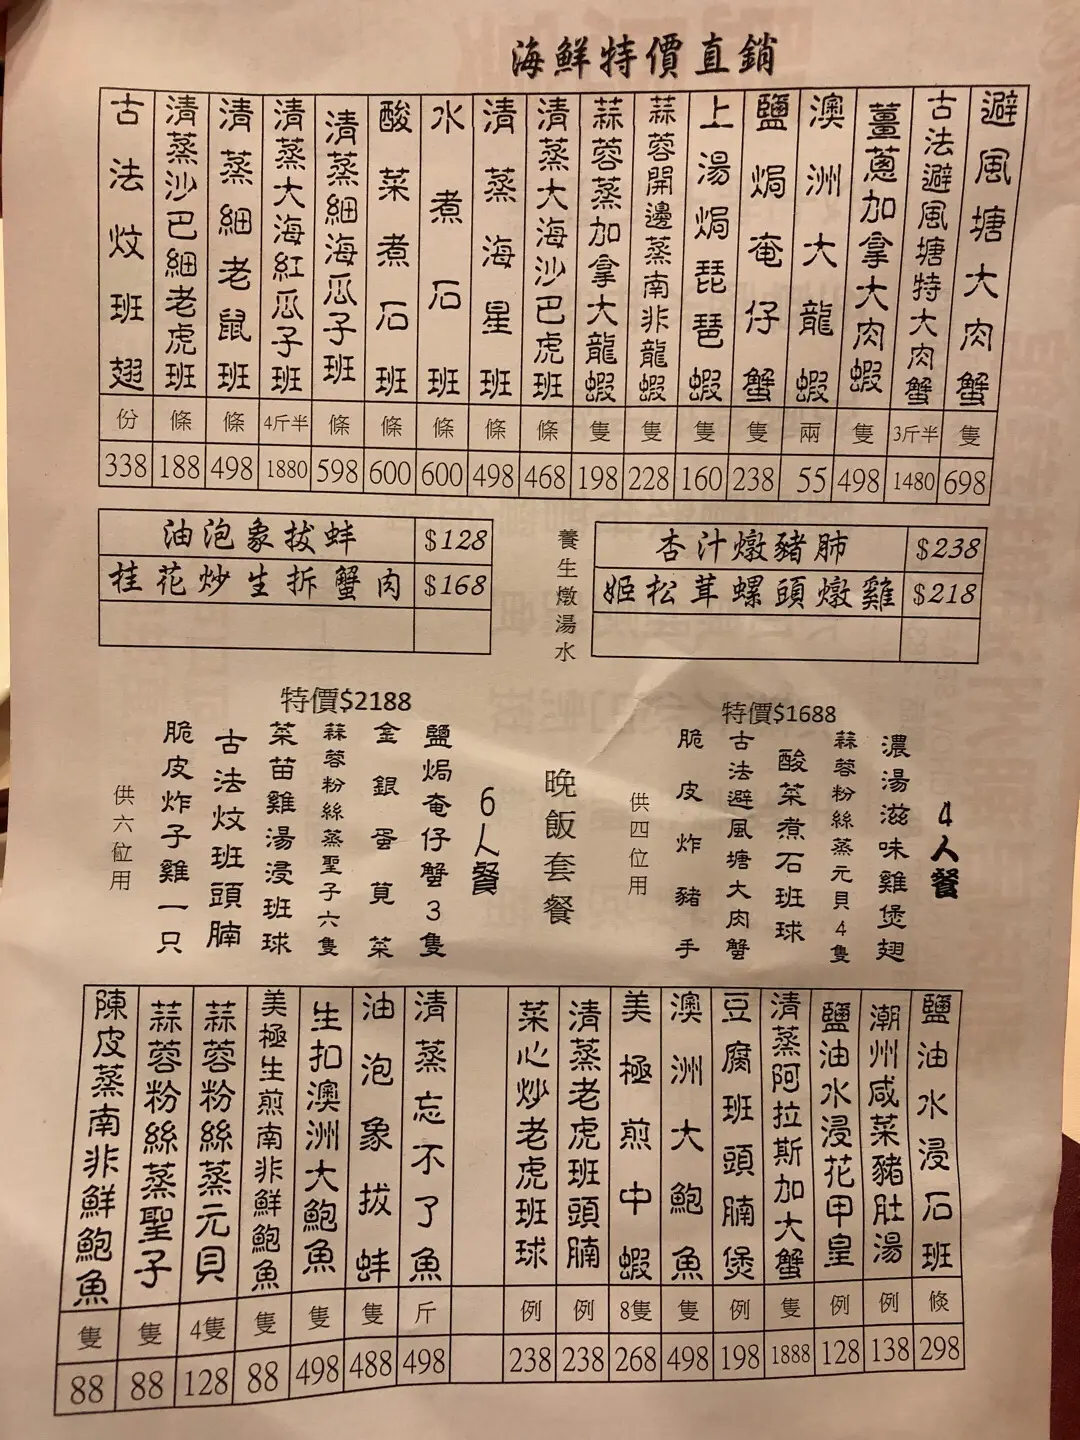 海鮮特價直銷
避風塘大肉蟹 隻 698
古法避風塘特大肉蟹 3斤半 1480
薑蔥加拿大肉蝦 隻 498
澳洲大龍蝦 兩 55
鹽焗奄仔蟹 隻 238
上湯焗琵琶蝦 隻 160
蒜蓉開邊蒸南非龍蝦 隻 228
蒜蓉蒸加拿大龍蝦 隻 198
清蒸大海沙巴虎班 條 468
清蒸海星班 條 498
水煮石班 條 600
酸菜煮石班 條 600
清蒸細海瓜子班 條 598
清蒸大海紅瓜子班 4斤半 1880
清蒸細老鼠班 條 498
清蒸沙巴細老虎班 條 188
古法炆班翅 份 338
油泡象拔蚌 $128
桂花炒生拆蟹肉 $168
養生燉湯水
杏汁燉豬肺 $238
姬松茸螺頭燉雞 $218
晚飯套餐
特價$1688
4人餐
濃湯滋味雞煲翅
蒜蓉粉絲蒸元貝4隻
酸菜煮石班球
古法避風塘大肉蟹
脆皮炸豬手
供四位用
特價$2188
6人餐
鹽焗奄仔蟹3隻
金銀蛋莧菜
蒜蓉粉絲蒸聖子六隻
菜苗雞湯浸班球
古法炆班頭腩
脆皮炸子雞一只
供六位用
鹽油水浸石班 條 298
潮州咸菜豬肚湯 例 138
鹽油水浸花甲皇 例 128
清蒸阿拉斯加大蟹 隻 1888
豆腐班頭腩煲 例 198
澳洲大鮑魚 隻 498
美極煎中蝦 8隻 268
清蒸老虎班頭腩 例 238
菜心炒老虎班球 例 238
清蒸忘不了魚 斤 498
油泡象拔蚌 隻 488
生扣澳洲大鮑魚 隻 498
美極生煎南非鮮鮑魚 隻 88
蒜蓉粉絲蒸元貝 4隻 128
蒜蓉粉絲蒸聖子 隻 88
陳皮蒸南非鮮鮑魚 隻 88